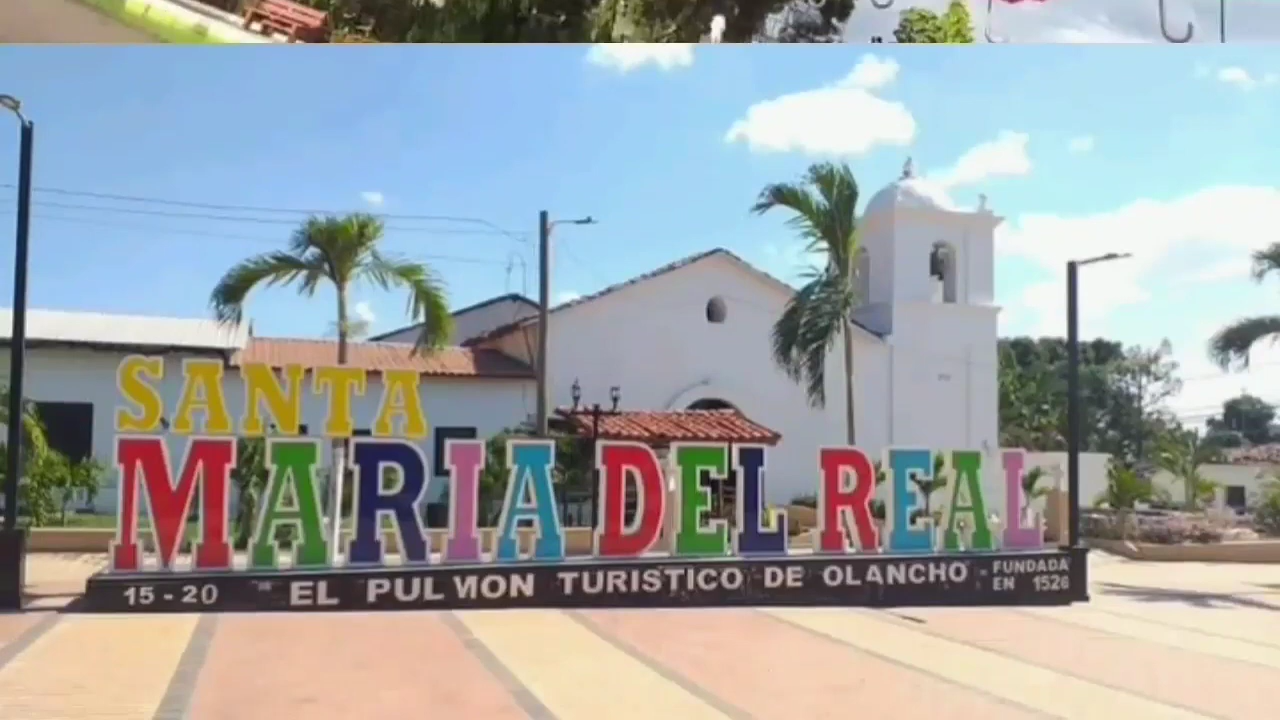 SANTA
MARIA DEL REAL
15-20 EL PULMON TURISTICO DE OLANCHO - FUNDADA
EN 1526